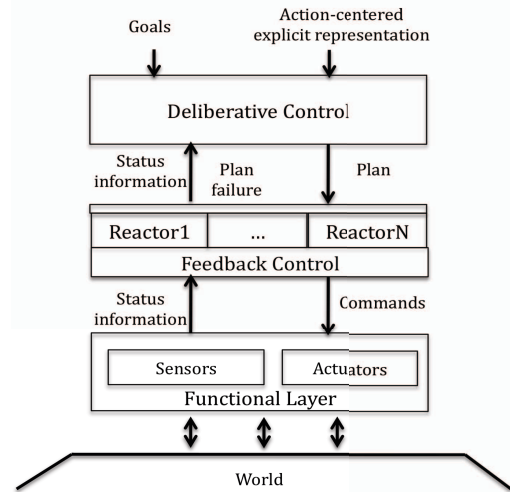 Goals
Action-centered
explicit representation
Deliberative Control
Status
information
Plan
failure
Plan
Reactor1
...
ReactorN
Feedback Control
Status
information
Commands
Sensors
Actuators
Functional Layer
World